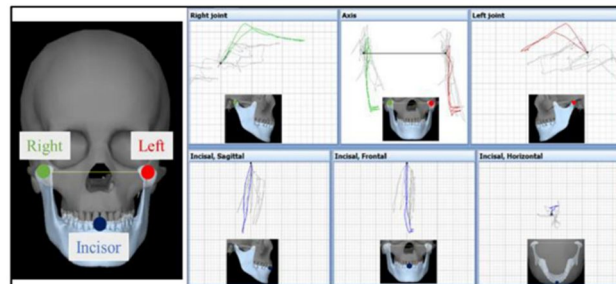 Right
Left
Incisor
Right joint
Axis
Left joint
Incisal, Sagittal
Incisal, Frontal
Incisal, Horizontal